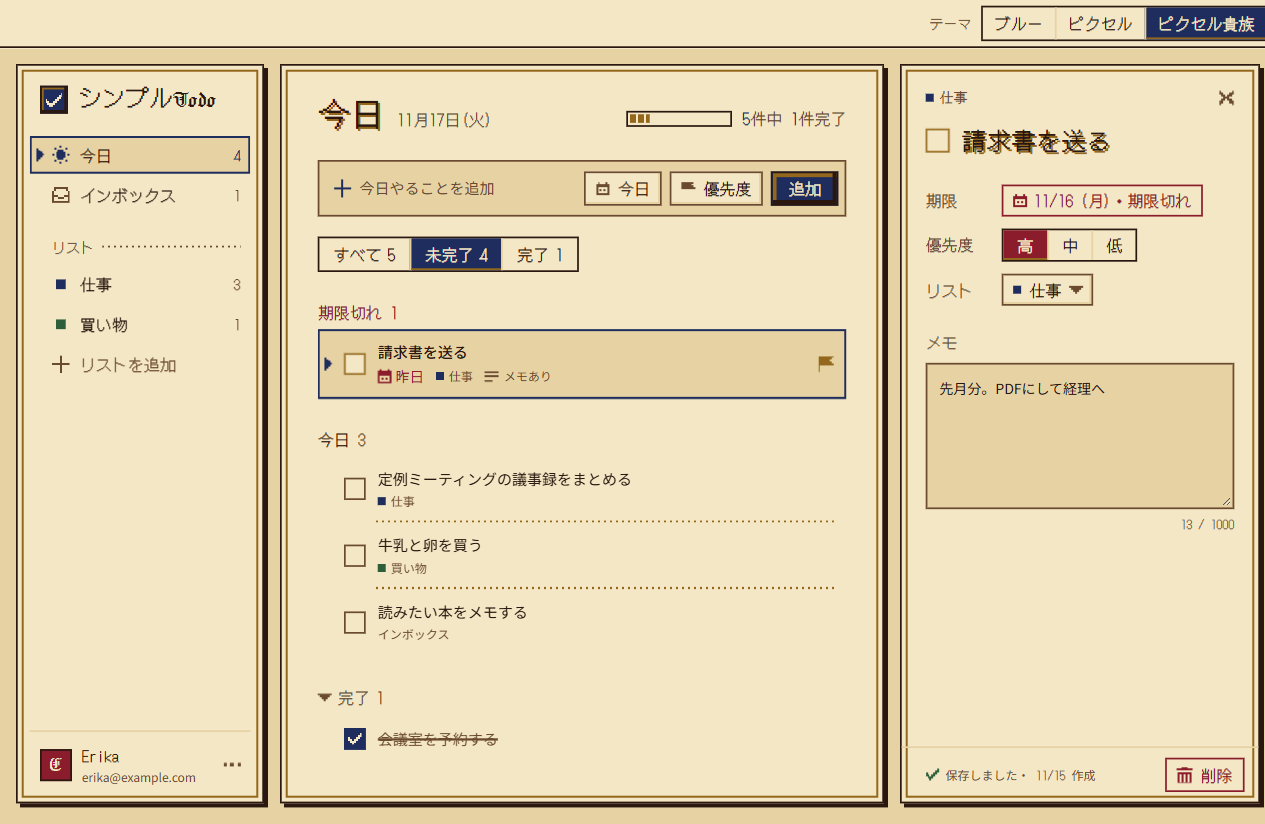 テーマ ブルー ピクセル ピクセル貴族
シンプルTodo
今日 4
インボックス 1
リスト
仕事 3
買い物 1
リストを追加
Erika
erika@example.com
今日 11月17日(火) 5件中 1件完了
今日やることを追加 今日 優先度 追加
すべて 5 未完了 4 完了 1
期限切れ 1
請求書を送る
昨日 仕事 メモあり
今日 3
定例ミーティングの議事録をまとめる
仕事
牛乳と卵を買う
買い物
読みたい本をメモする
インボックス
完了 1
会議室を予約する
仕事
請求書を送る
期限 11/16 (月)・期限切れ
優先度 高 中 低
リスト 仕事
メモ
先月分。PDFにして経理へ
13 / 1000
保存しました・ 11/15 作成 削除